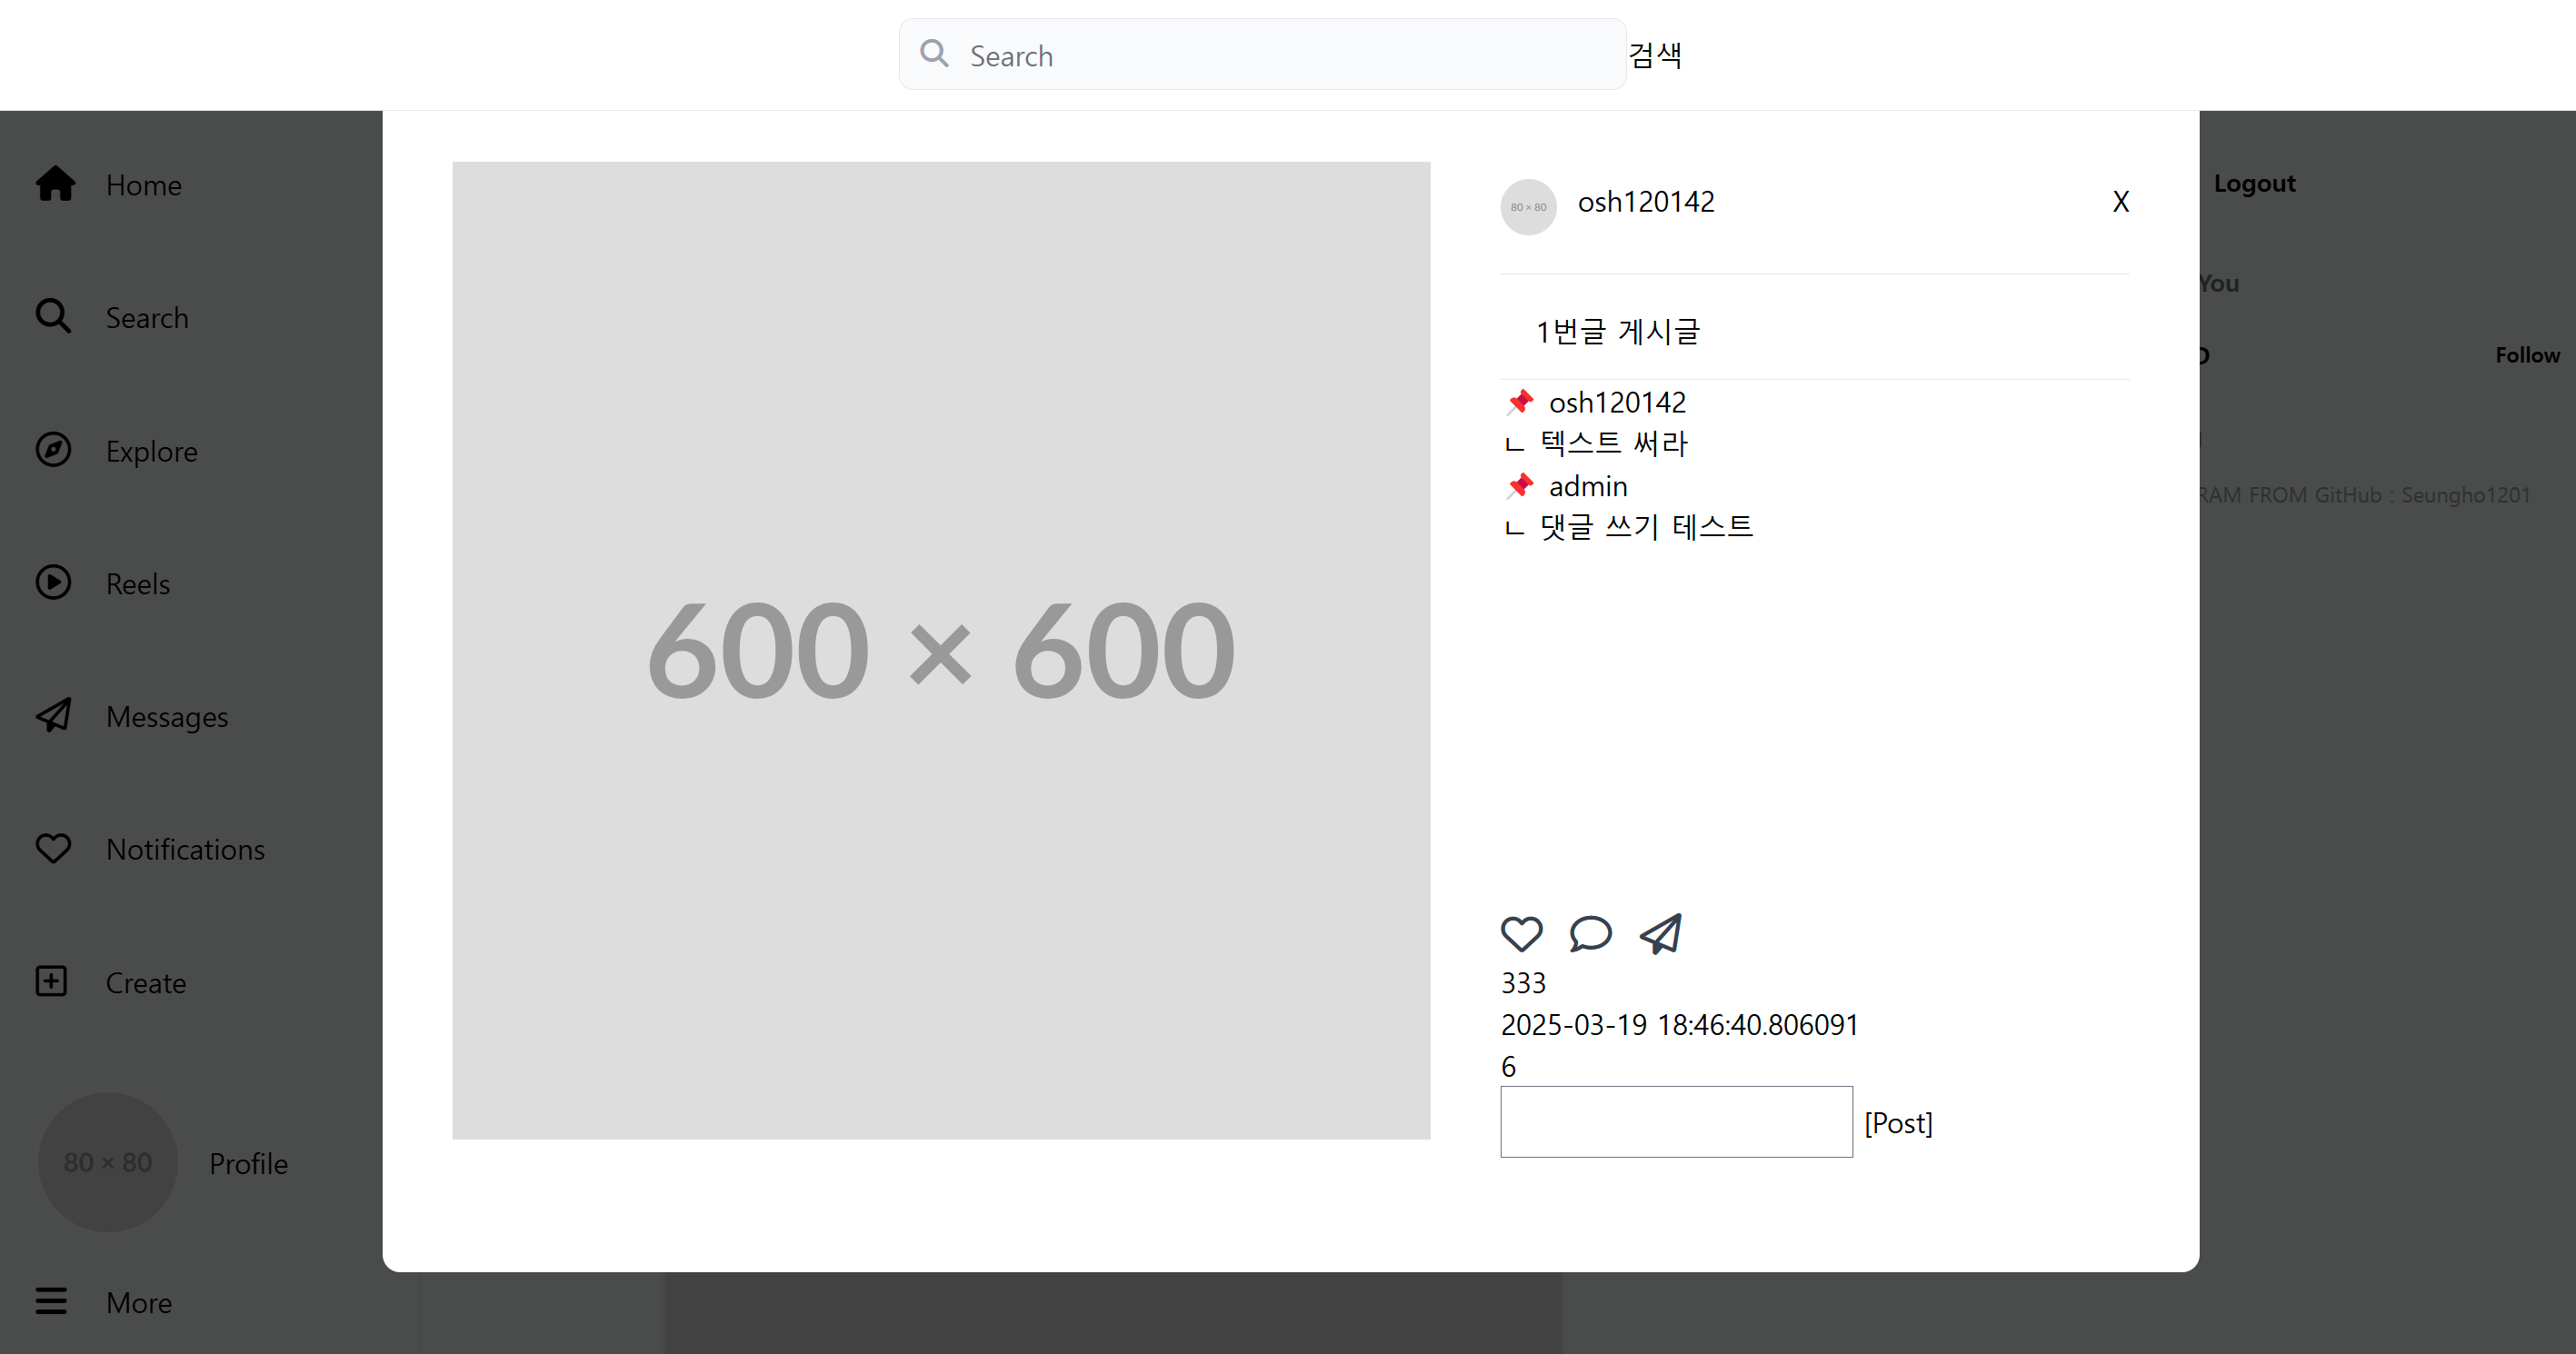 Search 검색
Home
Search
Explore
Reels
Messages
Notifications
Create
80 × 80 Profile
More
600 × 600
80 × 80 osh120142 X
1번글 게시글
📌 osh120142
ㄴ 텍스트 써라
📌 admin
ㄴ 댓글 쓰기 테스트
333
2025-03-19 18:46:40.806091
6
[Post]
Logout
You
Follow
RAM FROM GitHub : Seungho1201